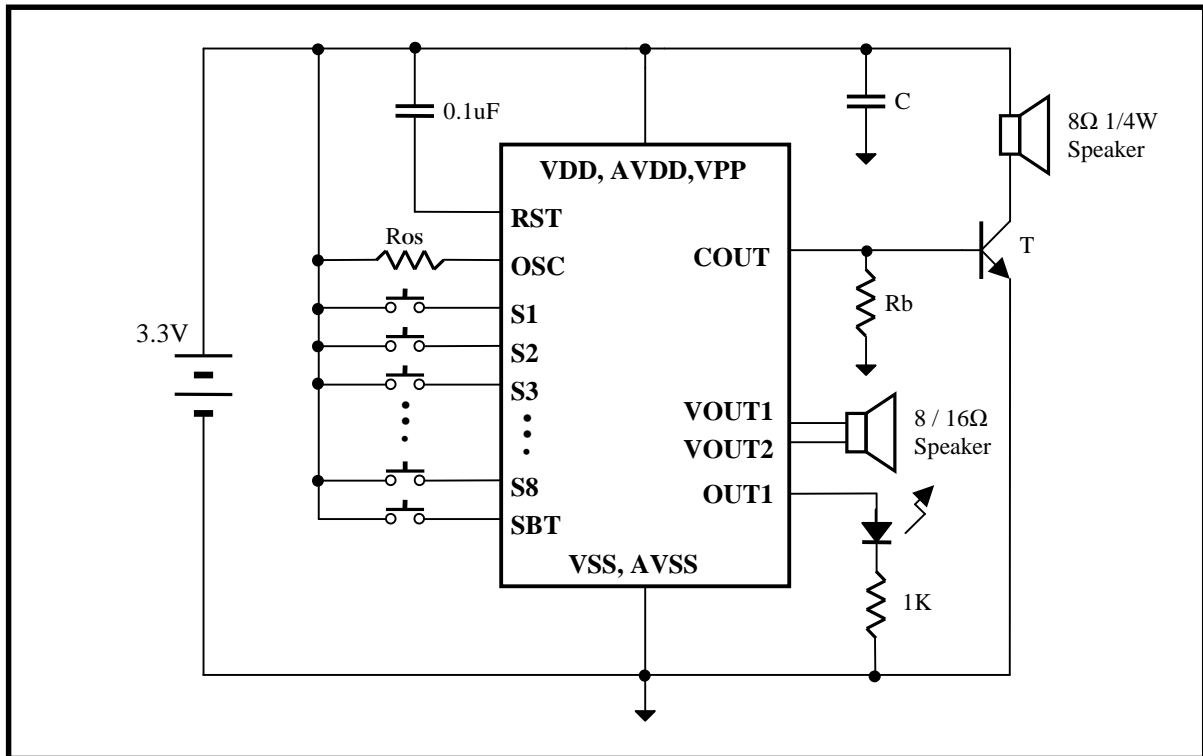 0.1uF
C
8Ω 1/4W
Speaker
VDD, AVDD,VPP
RST
Ros
OSC
COUT
T
S1
Rb
3.3V
S2
S3
VOUT1
8 / 16Ω
VOUT2
Speaker
S8
OUT1
SBT
VSS, AVSS
1K